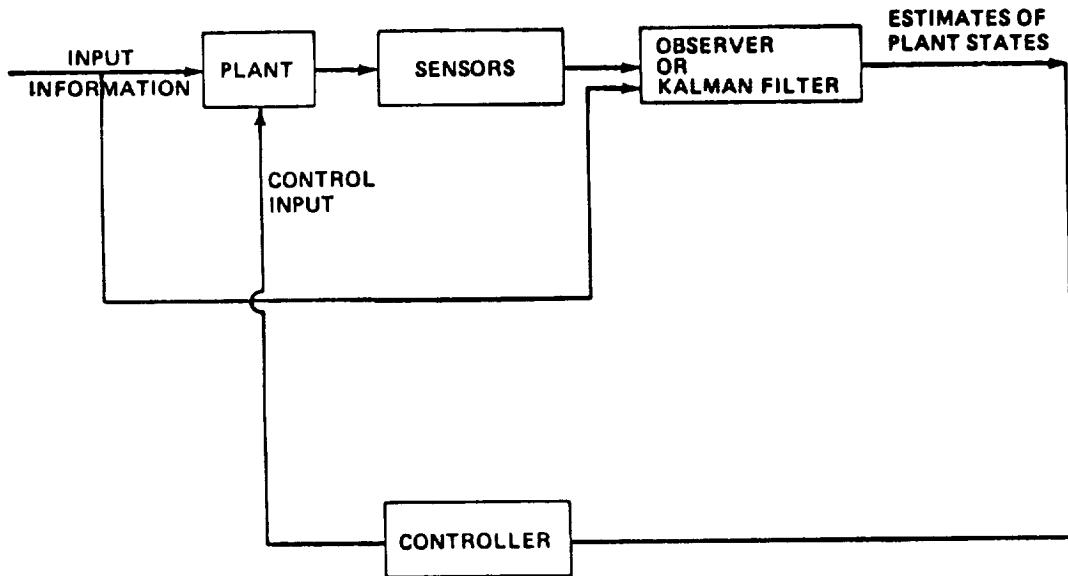 INPUT
INFORMATION
PLANT
SENSORS
OBSERVER
OR
KALMAN FILTER
ESTIMATES OF
PLANT STATES
CONTROL
INPUT
CONTROLLER